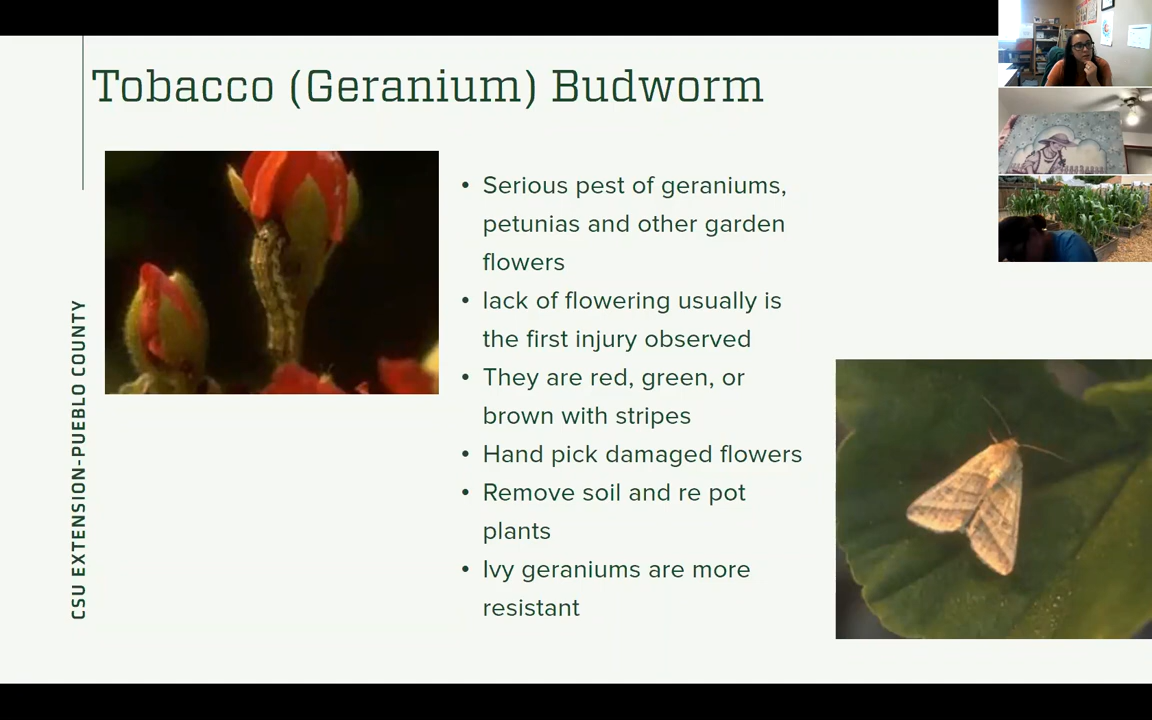 Tobacco (Geranium) Budworm
CSU EXTENSION-PUEBLO COUNTY
• Serious pest of geraniums,
petunias and other garden
flowers
• lack of flowering usually is
the first injury observed
• They are red, green, or
brown with stripes
• Hand pick damaged flowers
• Remove soil and re pot
plants
• Ivy geraniums are more
resistant